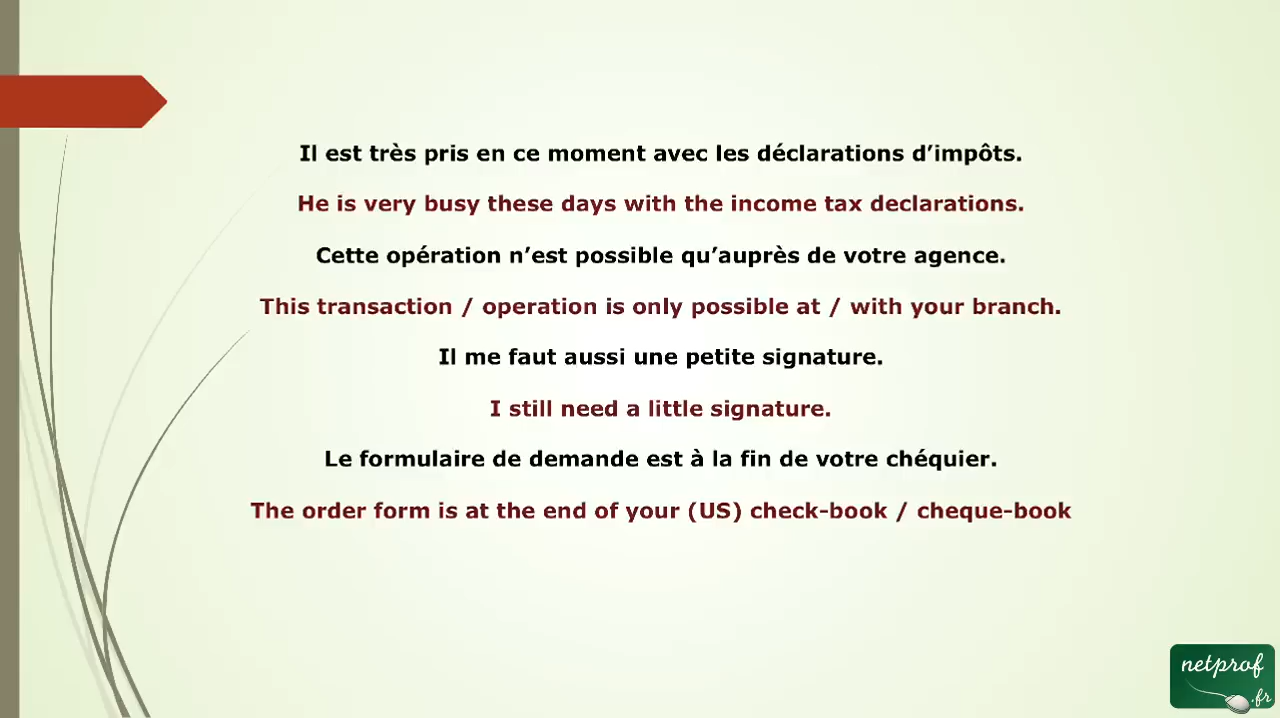 Il est très pris en ce moment avec les déclarations d’impôts.
He is very busy these days with the income tax declarations.
Cette opération n’est possible qu’auprès de votre agence.
This transaction / operation is only possible at / with your branch.
Il me faut aussi une petite signature.
I still need a little signature.
Le formulaire de demande est à la fin de votre chéquier.
The order form is at the end of your (US) check-book / cheque-book
netprof
.fr